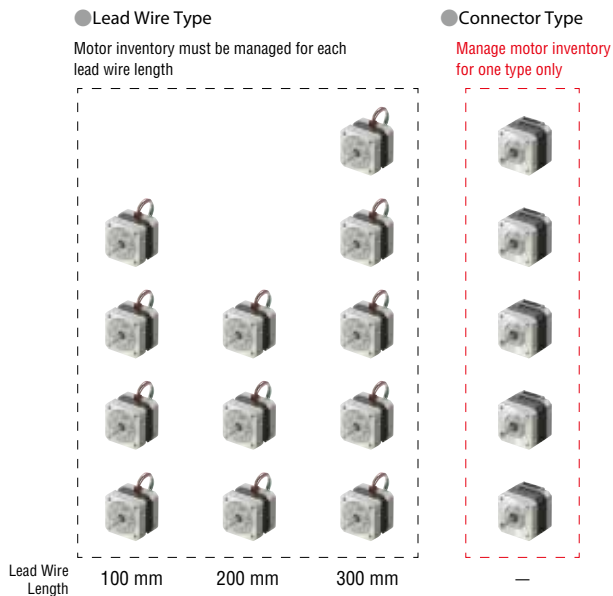 ●Lead Wire Type
Motor inventory must be managed for each
lead wire length
●Connector Type
Manage motor inventory
for one type only
Lead Wire
Length
100 mm
200 mm
300 mm
—